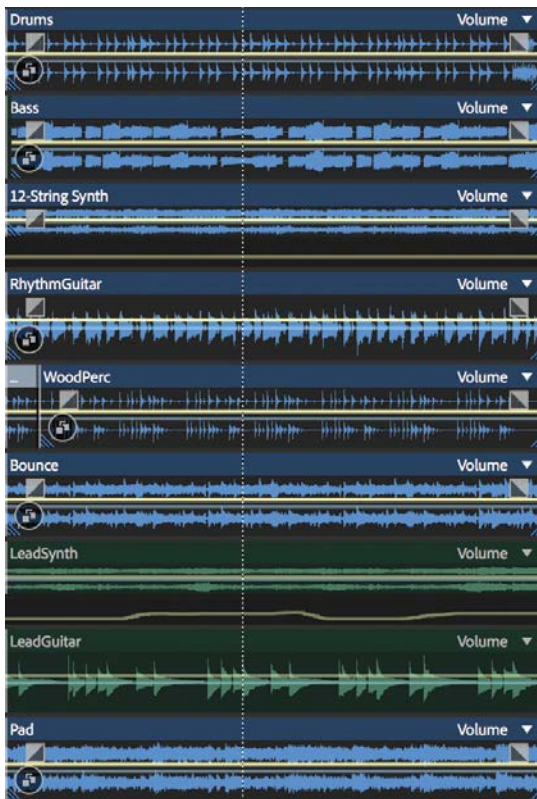 Drums Volume
Bass Volume
12-String Synth Volume
RhythmGuitar Volume
... WoodPerc Volume
Bounce Volume
LeadSynth Volume
LeadGuitar Volume
Pad Volume